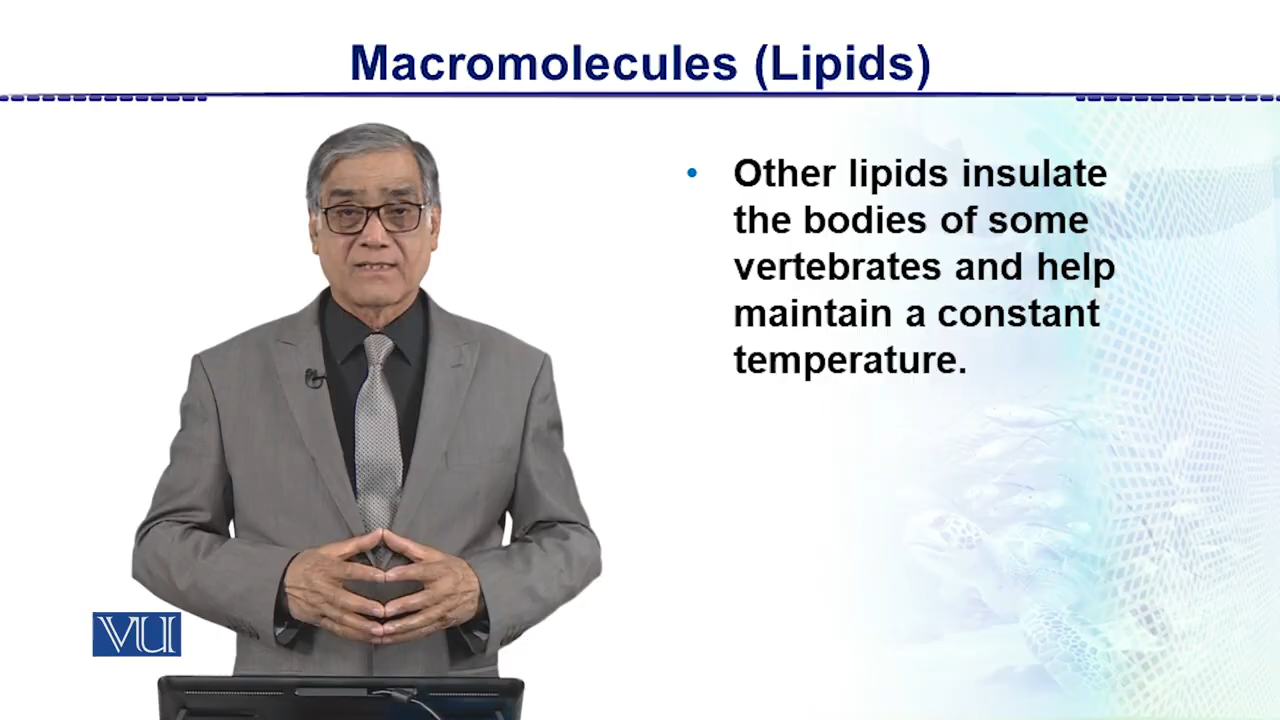 Macromolecules (Lipids)
• Other lipids insulate
the bodies of some
vertebrates and help
maintain a constant
temperature.
VU